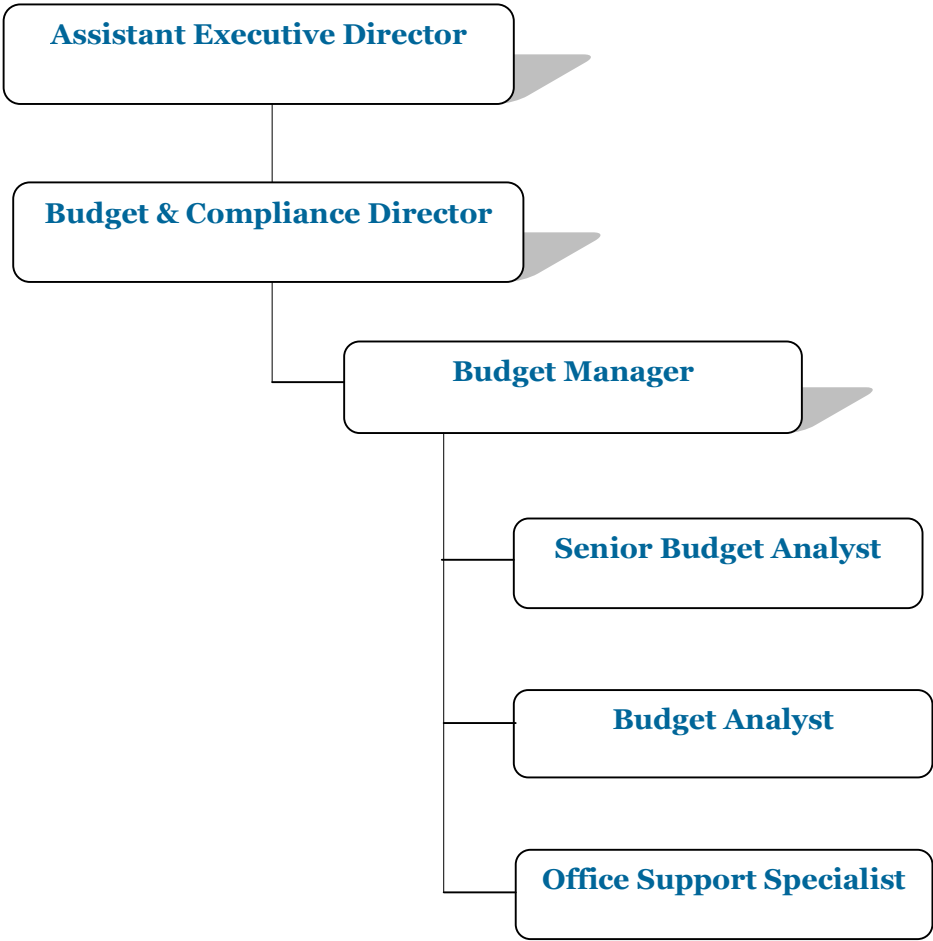 Assistant Executive Director
Budget & Compliance Director
Budget Manager
Senior Budget Analyst
Budget Analyst
Office Support Specialist